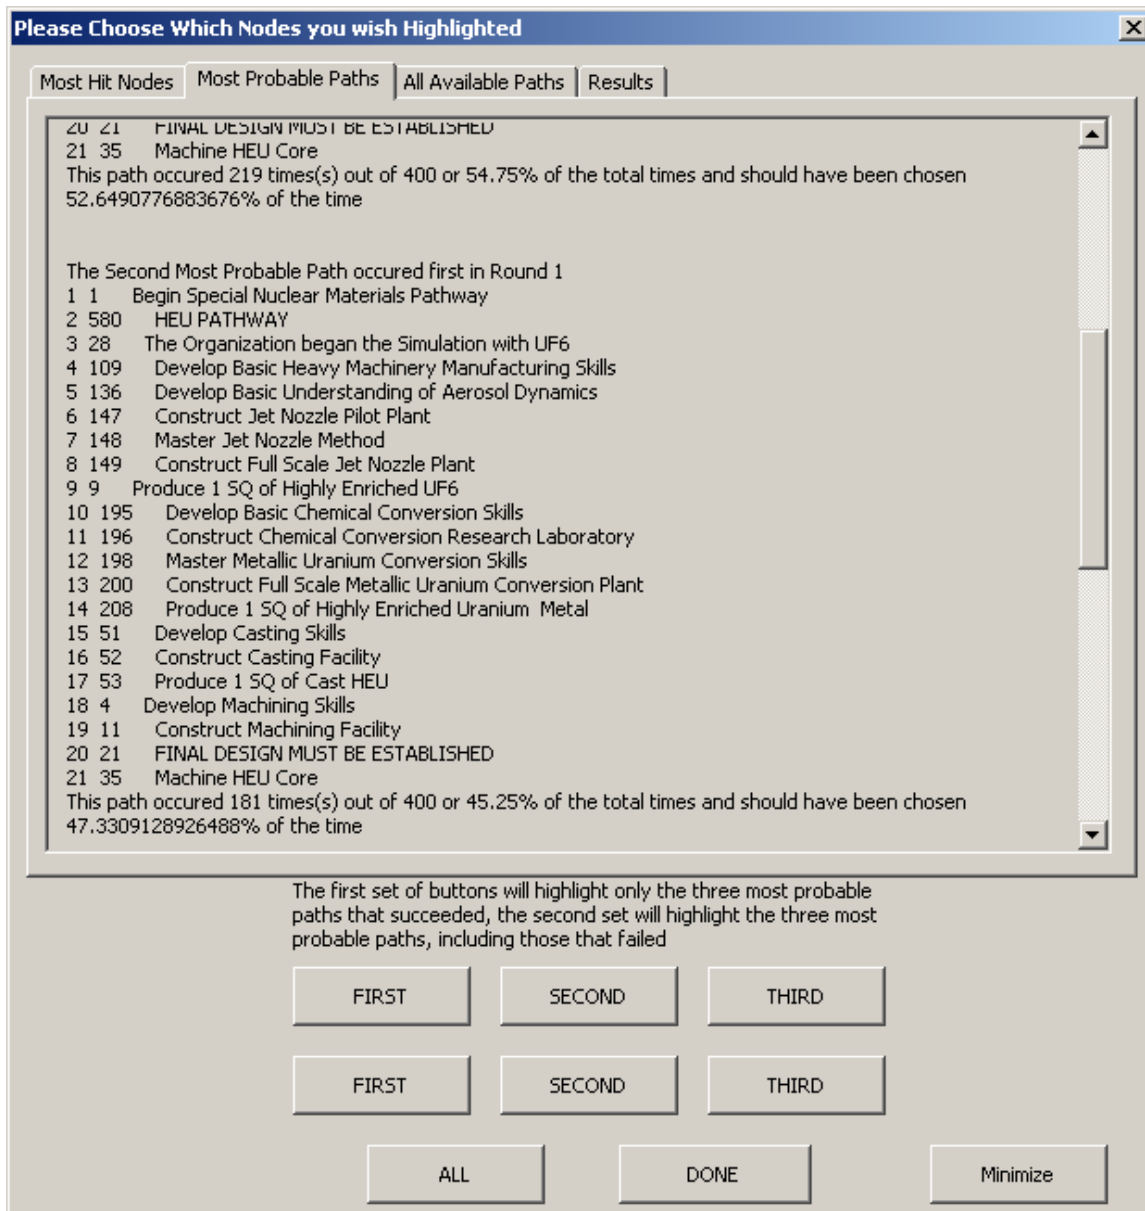 Please Choose Which Nodes you wish Highlighted
Most Hit Nodes Most Probable Paths All Available Paths Results
20 21 FINAL DESIGN MUST BE ESTABLISHED
21 35 Machine HEU Core
This path occured 219 times(s) out of 400 or 54.75% of the total times and should have been chosen
52.6490776883676% of the time
The Second Most Probable Path occured first in Round 1
1 1 Begin Special Nuclear Materials Pathway
2 580 HEU PATHWAY
3 28 The Organization began the Simulation with UF6
4 109 Develop Basic Heavy Machinery Manufacturing Skills
5 136 Develop Basic Understanding of Aerosol Dynamics
6 147 Construct Jet Nozzle Pilot Plant
7 148 Master Jet Nozzle Method
8 149 Construct Full Scale Jet Nozzle Plant
9 9 Produce 1 SQ of Highly Enriched UF6
10 195 Develop Basic Chemical Conversion Skills
11 196 Construct Chemical Conversion Research Laboratory
12 198 Master Metallic Uranium Conversion Skills
13 200 Construct Full Scale Metallic Uranium Conversion Plant
14 208 Produce 1 SQ of Highly Enriched Uranium Metal
15 51 Develop Casting Skills
16 52 Construct Casting Facility
17 53 Produce 1 SQ of Cast HEU
18 4 Develop Machining Skills
19 11 Construct Machining Facility
20 21 FINAL DESIGN MUST BE ESTABLISHED
21 35 Machine HEU Core
This path occured 181 times(s) out of 400 or 45.25% of the total times and should have been chosen
47.3309128926488% of the time
The first set of buttons will highlight only the three most probable
paths that succeeded, the second set will highlight the three most
probable paths, including those that failed
FIRST SECOND THIRD
FIRST SECOND THIRD
ALL DONE Minimize